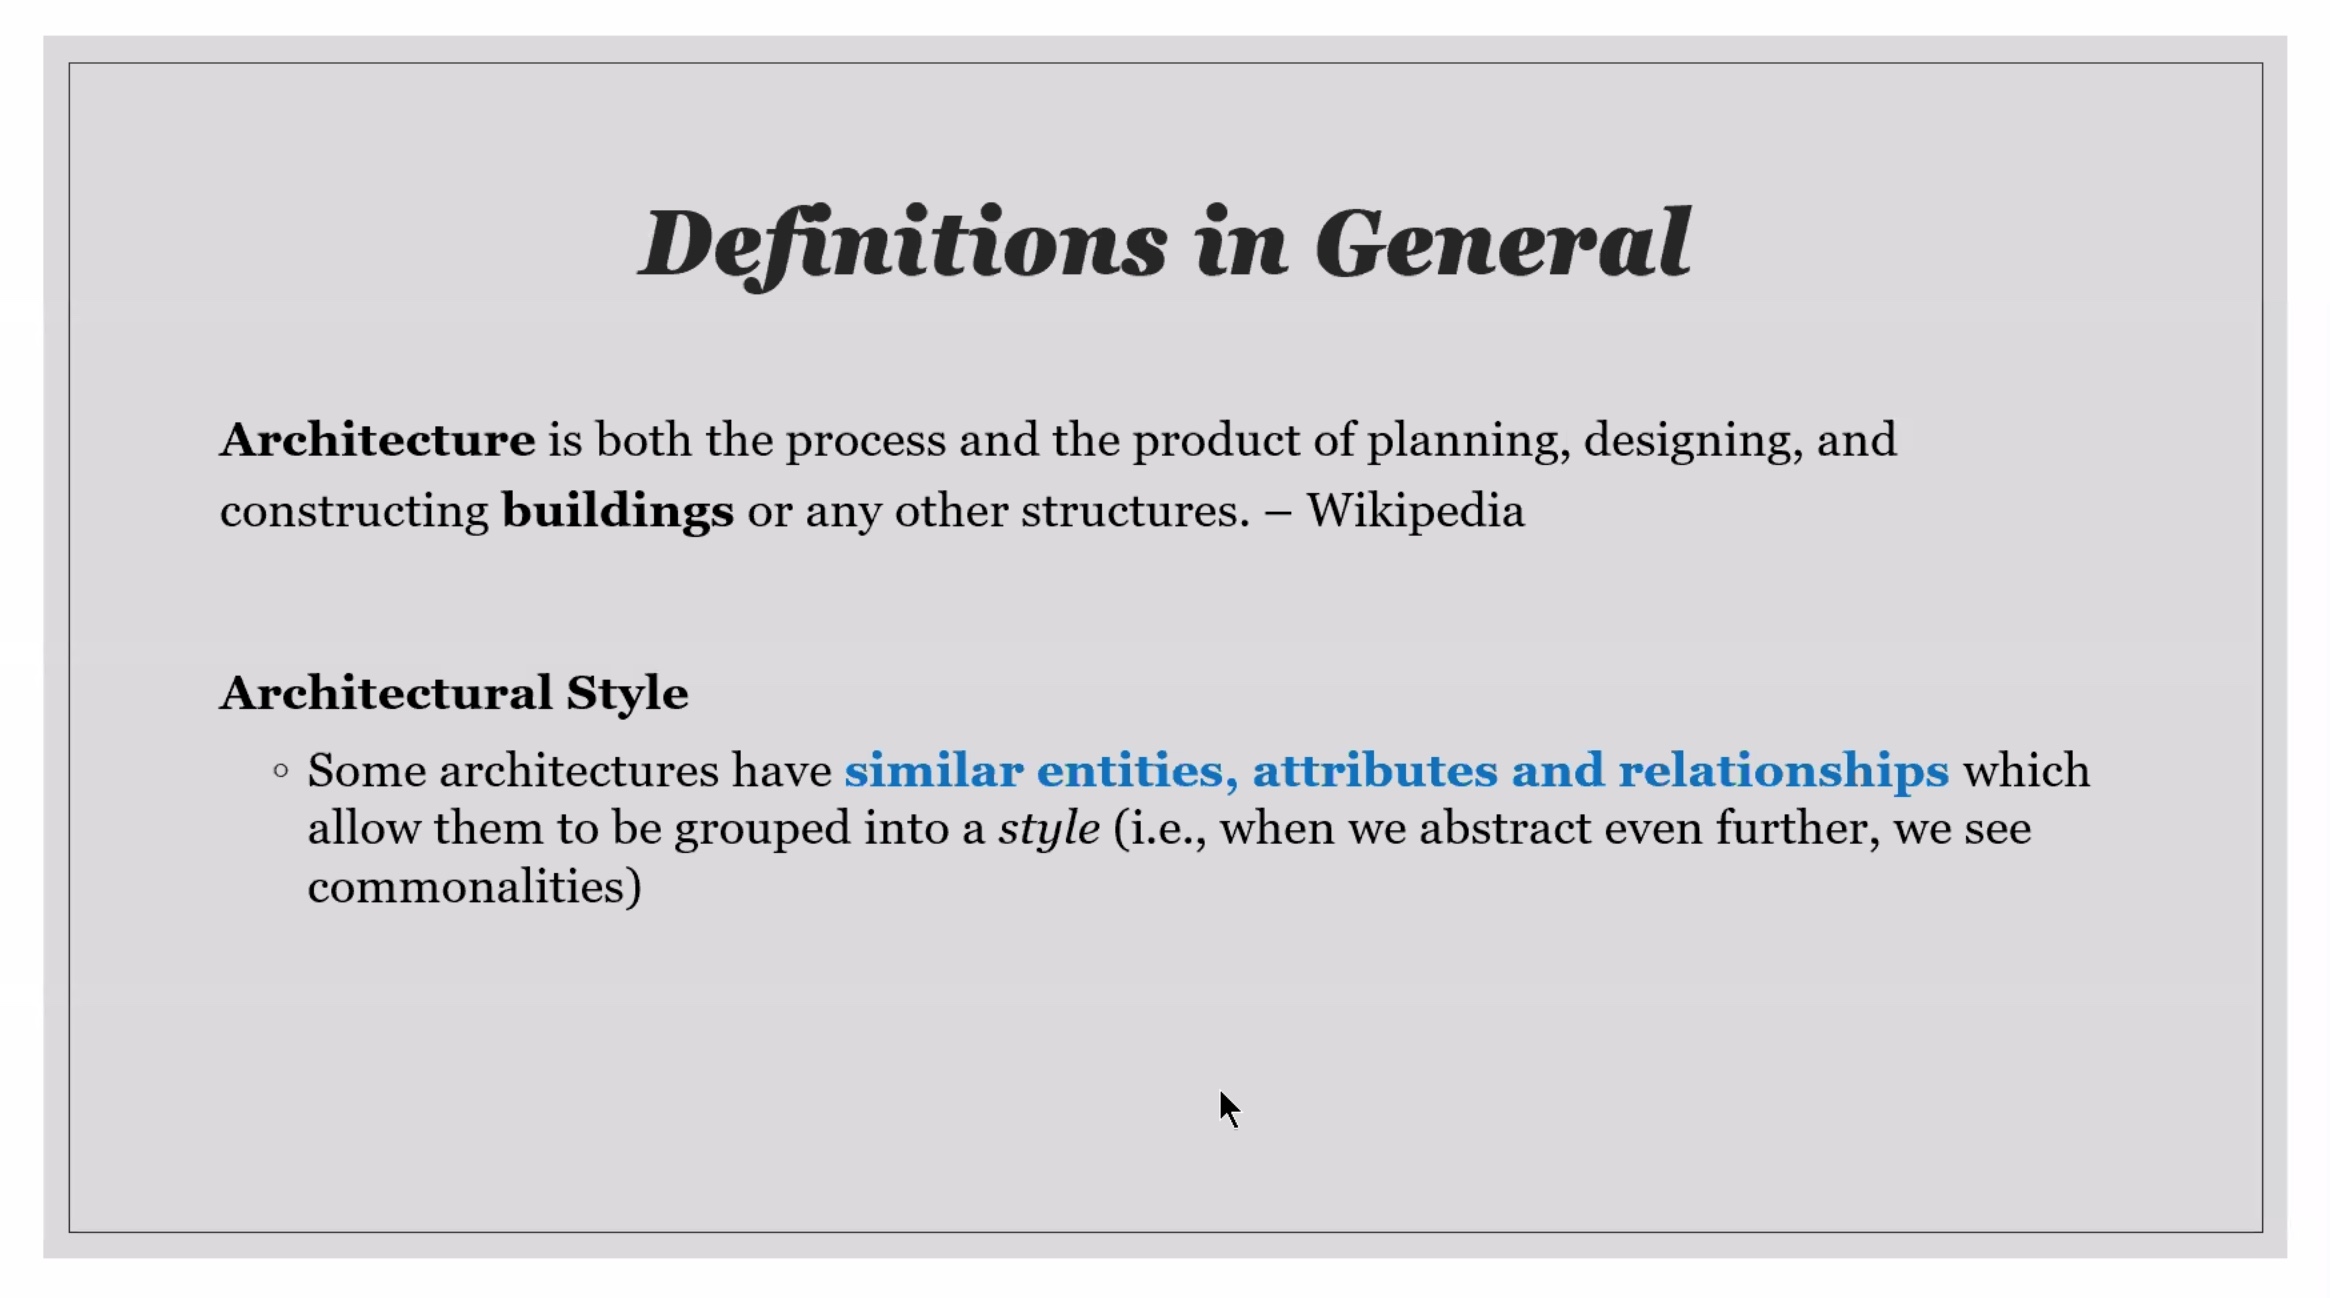 Definitions in General
Architecture is both the process and the product of planning, designing, and
constructing buildings or any other structures. – Wikipedia
Architectural Style
◦ Some architectures have similar entities, attributes and relationships which
allow them to be grouped into a style (i.e., when we abstract even further, we see
commonalities)